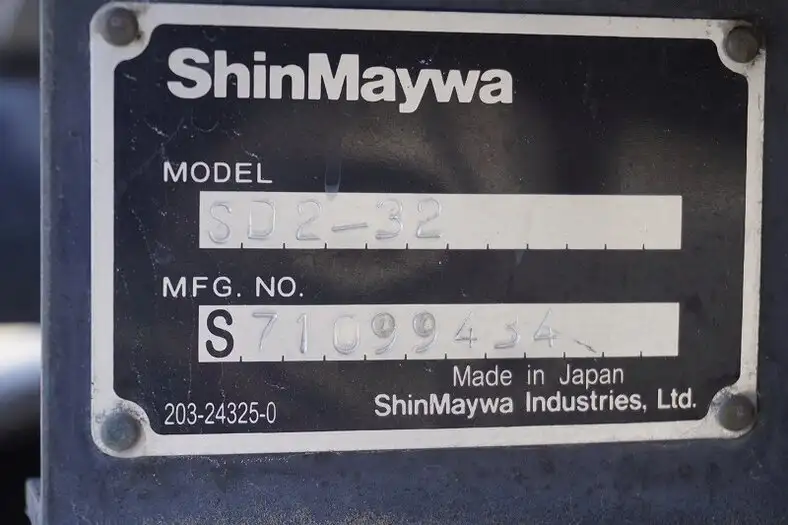 ShinMaywa
MODEL
SD2-32
MFG. NO.
S71099434
Made in Japan
203-24325-0
ShinMaywa Industries, Ltd.